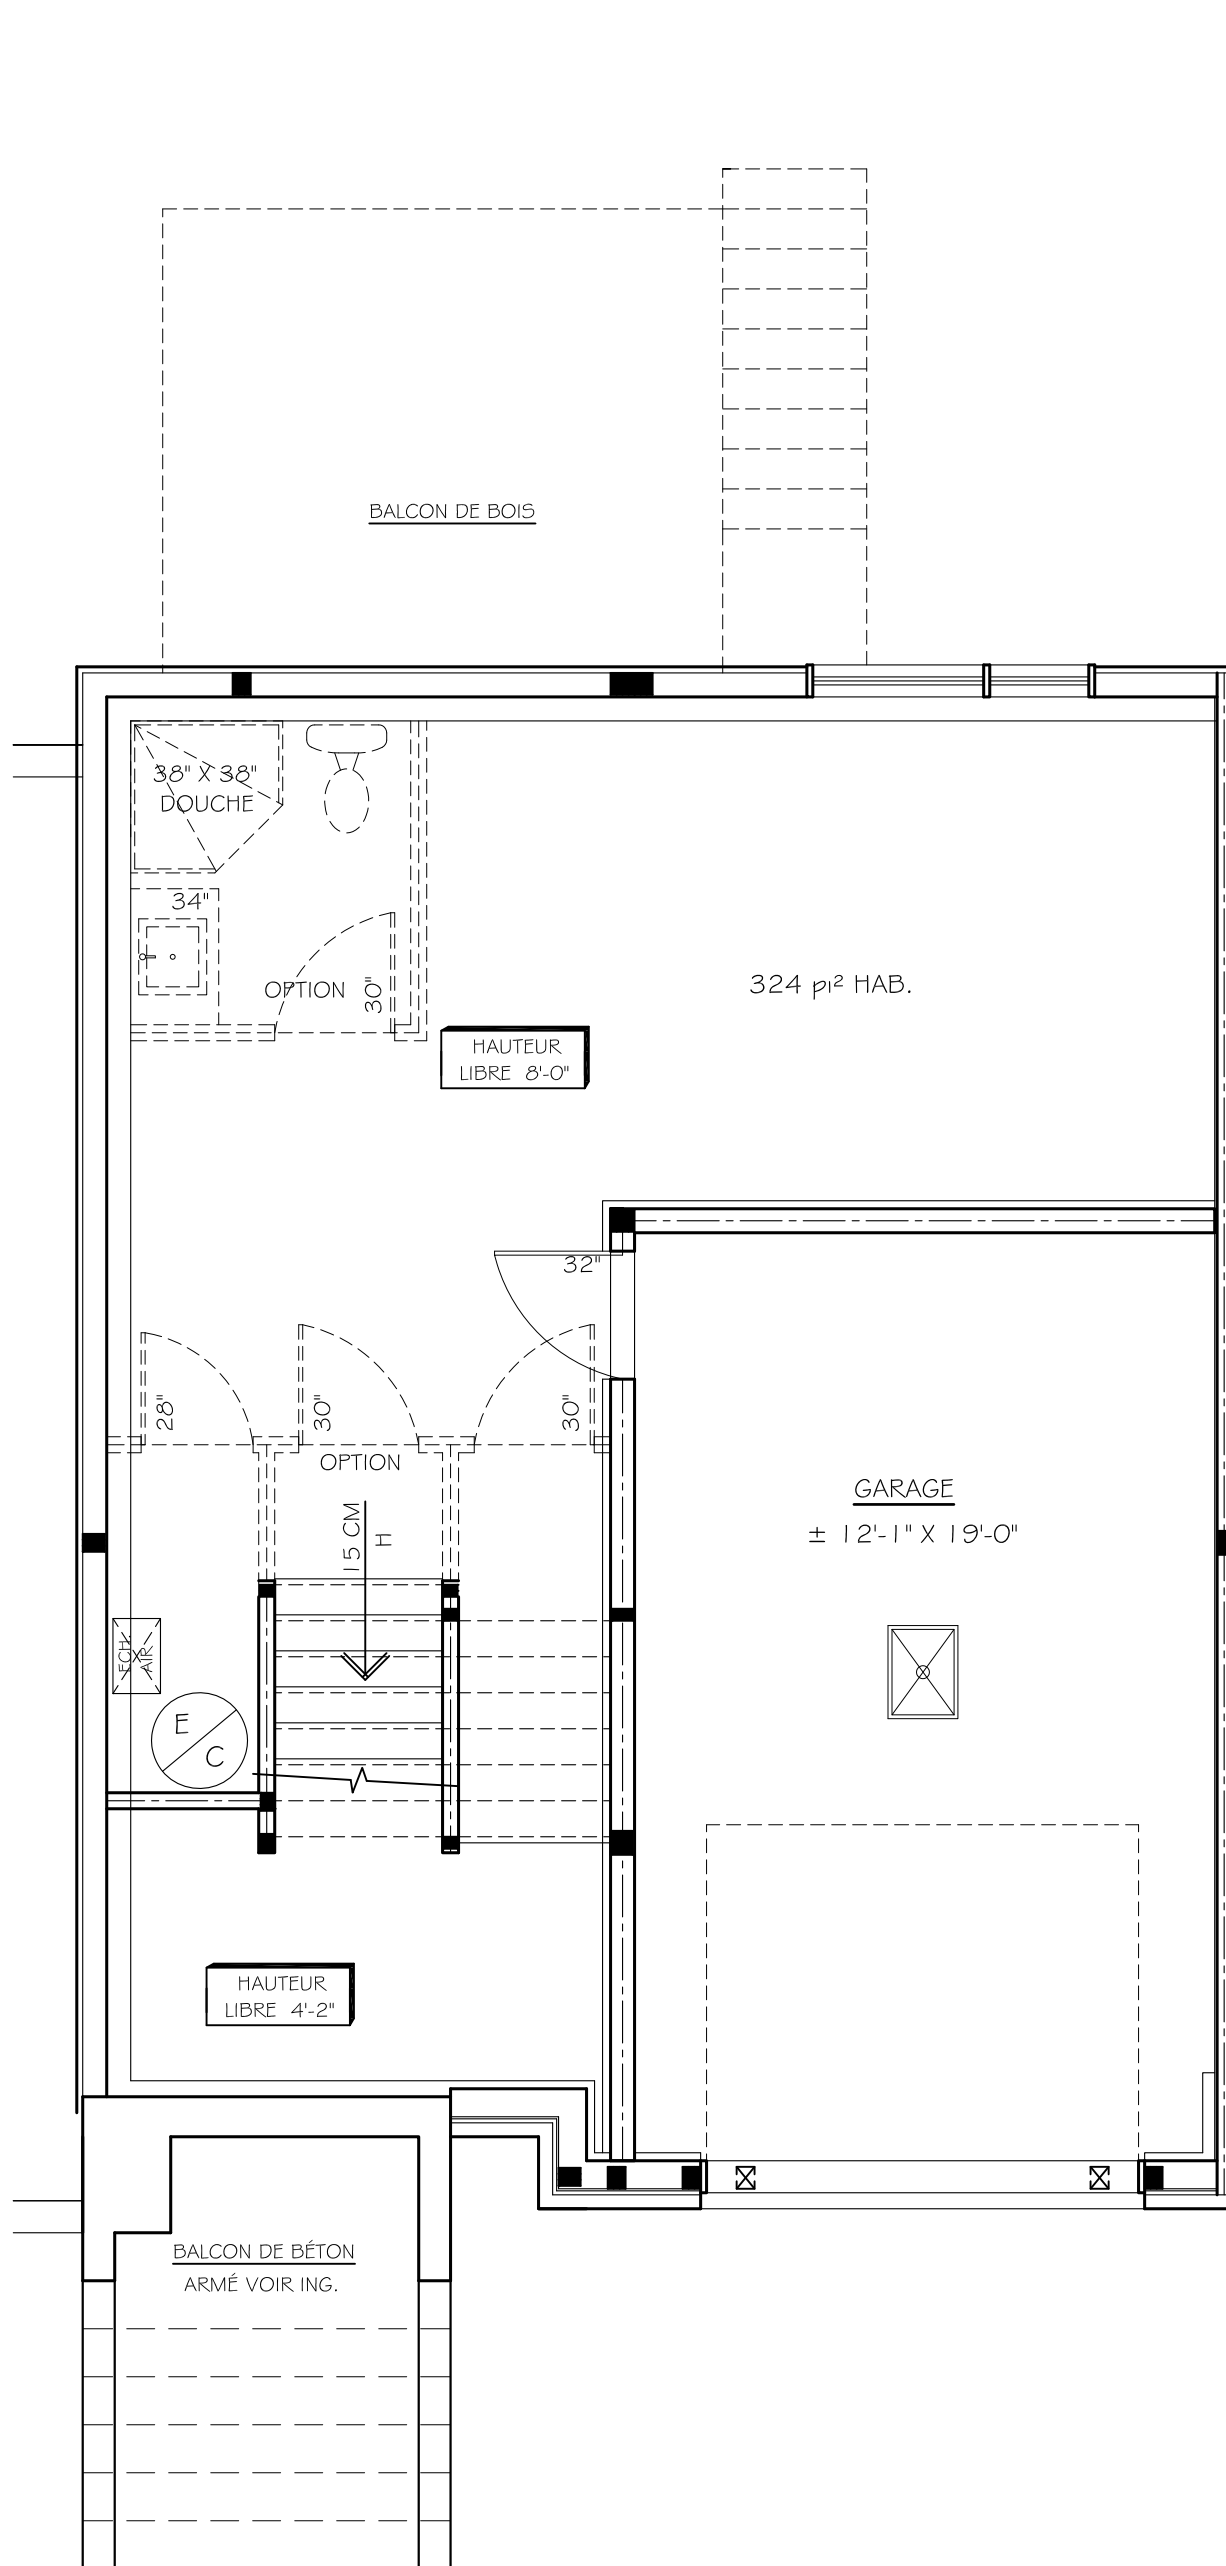 BALCON DE BOIS
38" X 38"
DOUCHE
34"
OPTION
30"
324 pi² HAB.
HAUTEUR
LIBRE 8'-0"
32"
28"
30"
30"
OPTION
15 CM
H
GARAGE
± 12'-1" X 19'-0"
ECH.
AIR
E
C
HAUTEUR
LIBRE 4'-2"
BALCON DE BÉTON
ARMÉ VOIR ING.